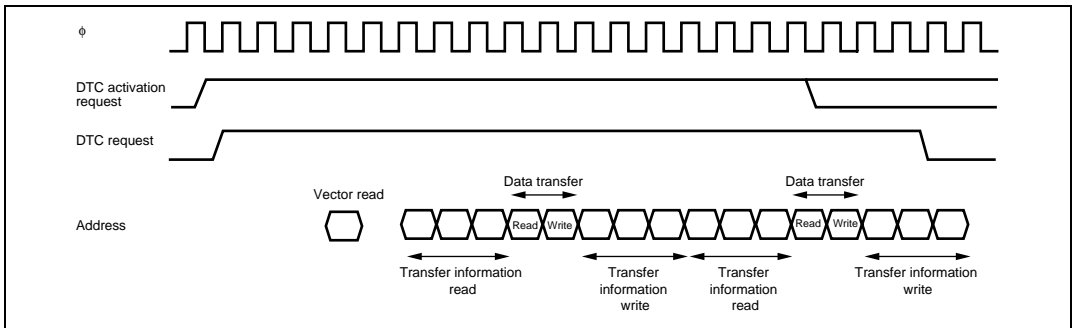 ϕ
DTC activation
request
DTC request
Data transfer
Data transfer
Vector read
Address
Read
Write
Read
Write
Transfer information
read
Transfer
information
write
Transfer
information
read
Transfer information
write